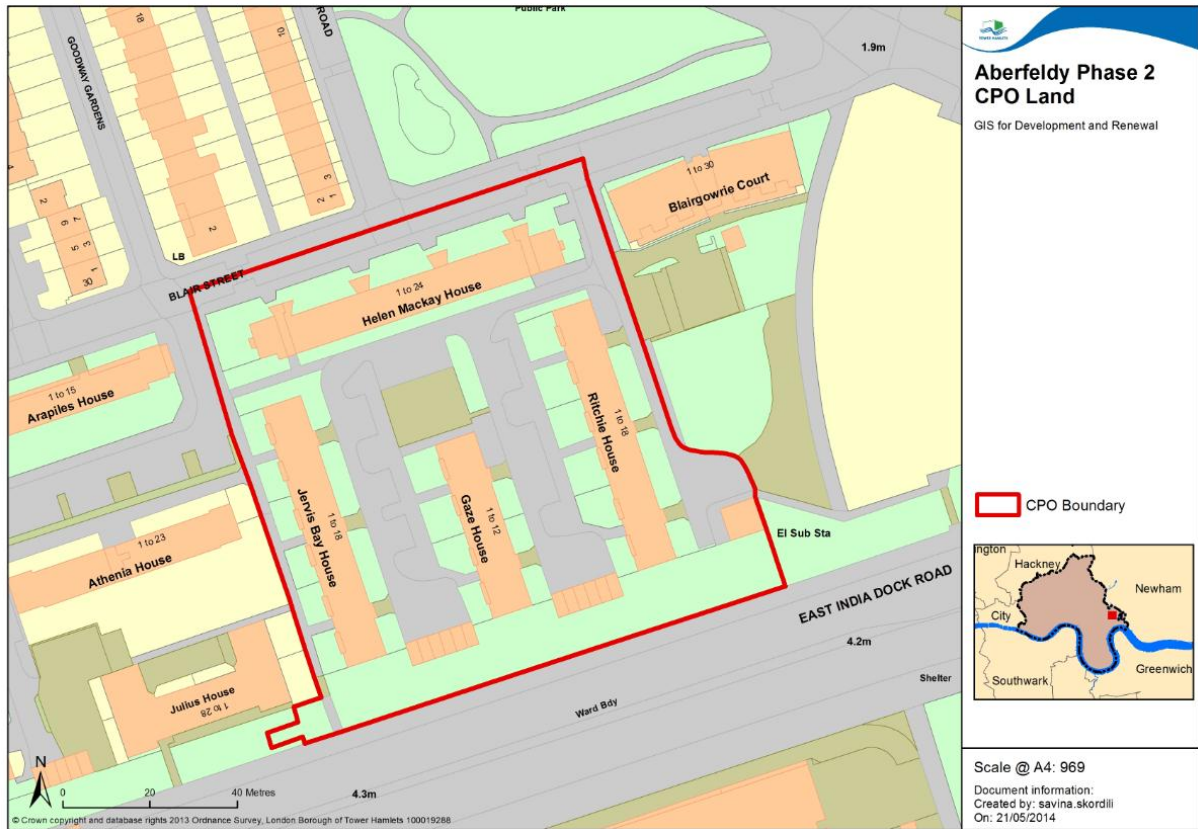 Public Park
ROAD
GOODWAY GARDENS
18
10
1.9m
4
2
9 7
5 3
1
30
2
3
2 1
LB
BLAIR STREET
1 to 30
Blairgowrie Court
1 to 24
Helen Mackay House
1 to 15
Arapiles House
Ritchie House
1 to 18
Jervis Bay House
1 to 18
Gaze House
1 to 12
1 to 23
Athenia House
El Sub Sta
EAST INDIA DOCK ROAD
4.2m
Julius House
1 to 28
Shelter
Ward Bdy
N
0 20 40 Metres
4.3m
© Crown copyright and database rights 2013 Ordnance Survey, London Borough of Tower Hamlets 100019288
TOWER HAMLETS
Aberfeldy Phase 2
CPO Land
GIS for Development and Renewal
CPO Boundary
ington
Hackney
Newham
City
Greenwich
Southwark
Scale @ A4: 969
Document information:
Created by: savina.skordili
On: 21/05/2014